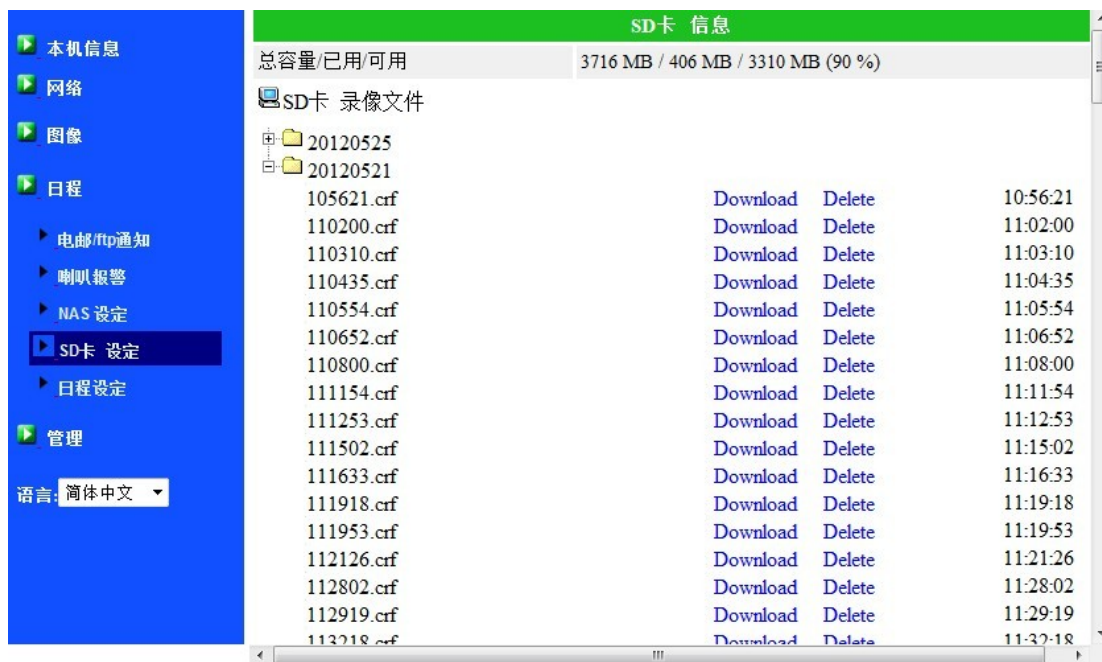 本机信息
网络
图像
日程
电邮/ftp通知
喇叭报警
NAS 设定
SD卡 设定
日程设定
管理
语言: 简体中文
SD卡 信息
总容量/已用/可用 3716 MB / 406 MB / 3310 MB (90 %)
SD卡 录像文件
20120525
20120521
105621.crf Download Delete 10:56:21
110200.crf Download Delete 11:02:00
110310.crf Download Delete 11:03:10
110435.crf Download Delete 11:04:35
110554.crf Download Delete 11:05:54
110652.crf Download Delete 11:06:52
110800.crf Download Delete 11:08:00
111154.crf Download Delete 11:11:54
111253.crf Download Delete 11:12:53
111502.crf Download Delete 11:15:02
111633.crf Download Delete 11:16:33
111918.crf Download Delete 11:19:18
111953.crf Download Delete 11:19:53
112126.crf Download Delete 11:21:26
112802.crf Download Delete 11:28:02
112919.crf Download Delete 11:29:19
113218.crf Download Delete 11:32:18